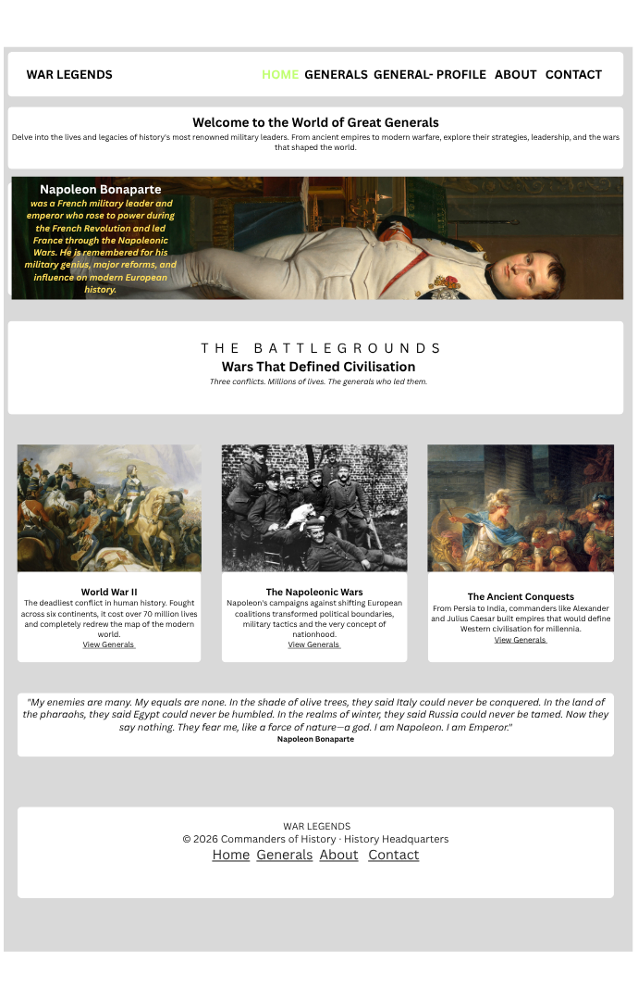 WAR LEGENDS
HOME GENERALS GENERAL- PROFILE ABOUT CONTACT
Welcome to the World of Great Generals
Delve into the lives and legacies of history's most renowned military leaders. From ancient empires to modern warfare, explore their strategies, leadership, and the wars
that shaped the world.
Napoleon Bonaparte
was a French military leader and
emperor who rose to power during
the French Revolution and led
France through the Napoleonic
Wars. He is remembered for his
military genius, major reforms, and
influence on modern European
history.
THE BATTLEGROUNDS
Wars That Defined Civilisation
Three conflicts. Millions of lives. The generals who led them.
World War II
The deadliest conflict in human history. Fought
across six continents, it cost over 70 million lives
and completely redrew the map of the modern
world.
View Generals
The Napoleonic Wars
Napoleon's campaigns against shifting European
coalitions transformed political boundaries,
military tactics and the very concept of
nationhood.
View Generals
The Ancient Conquests
From Persia to India, commanders like Alexander
and Julius Caesar built empires that would define
Western civilisation for millennia.
View Generals
"My enemies are many. My equals are none. In the shade of olive trees, they said Italy could never be conquered. In the land of
the pharaohs, they said Egypt could never be humbled. In the realms of winter, they said Russia could never be tamed. Now they
say nothing. They fear me, like a force of nature—a god. I am Napoleon. I am Emperor."
Napoleon Bonaparte
WAR LEGENDS
© 2026 Commanders of History · History Headquarters
Home Generals About Contact